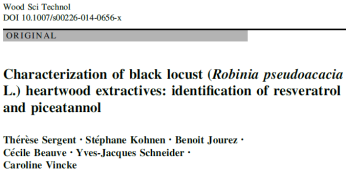 Wood Sci Technol
DOI 10.1007/s00226-014-0656-x
ORIGINAL
Characterization of black locust (Robinia pseudoacacia
L.) heartwood extractives: identification of resveratrol
and piceatannol
Thérèse Sergent · Stéphane Kohnen · Benoit Jourez ·
Cécile Beauve · Yves-Jacques Schneider ·
Caroline Vincke